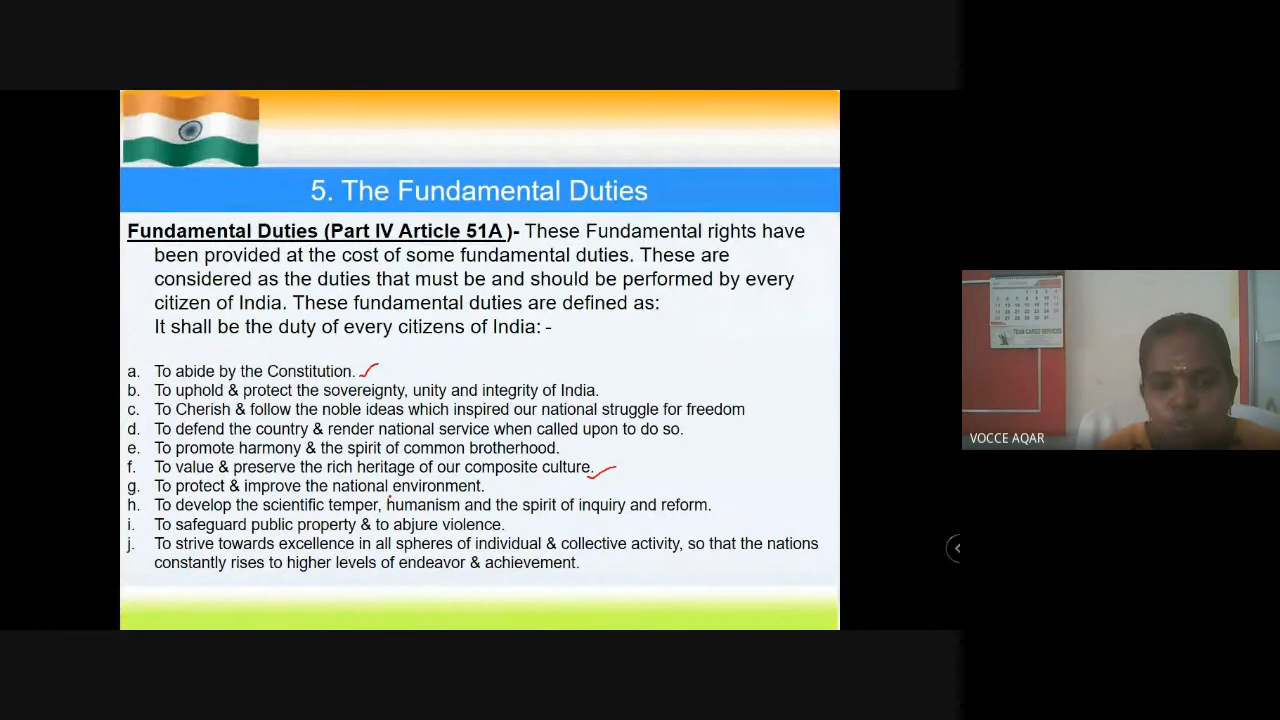 5. The Fundamental Duties
Fundamental Duties (Part IV Article 51A )- These Fundamental rights have
been provided at the cost of some fundamental duties. These are
considered as the duties that must be and should be performed by every
citizen of India. These fundamental duties are defined as:
It shall be the duty of every citizens of India: -
a. To abide by the Constitution.
b. To uphold & protect the sovereignty, unity and integrity of India.
c. To Cherish & follow the noble ideas which inspired our national struggle for freedom
d. To defend the country & render national service when called upon to do so.
e. To promote harmony & the spirit of common brotherhood.
f. To value & preserve the rich heritage of our composite culture.
g. To protect & improve the national environment.
h. To develop the scientific temper, humanism and the spirit of inquiry and reform.
i. To safeguard public property & to abjure violence.
j. To strive towards excellence in all spheres of individual & collective activity, so that the nations
constantly rises to higher levels of endeavor & achievement.
TEAM CARGO SERVICES
VOCCE AQAR